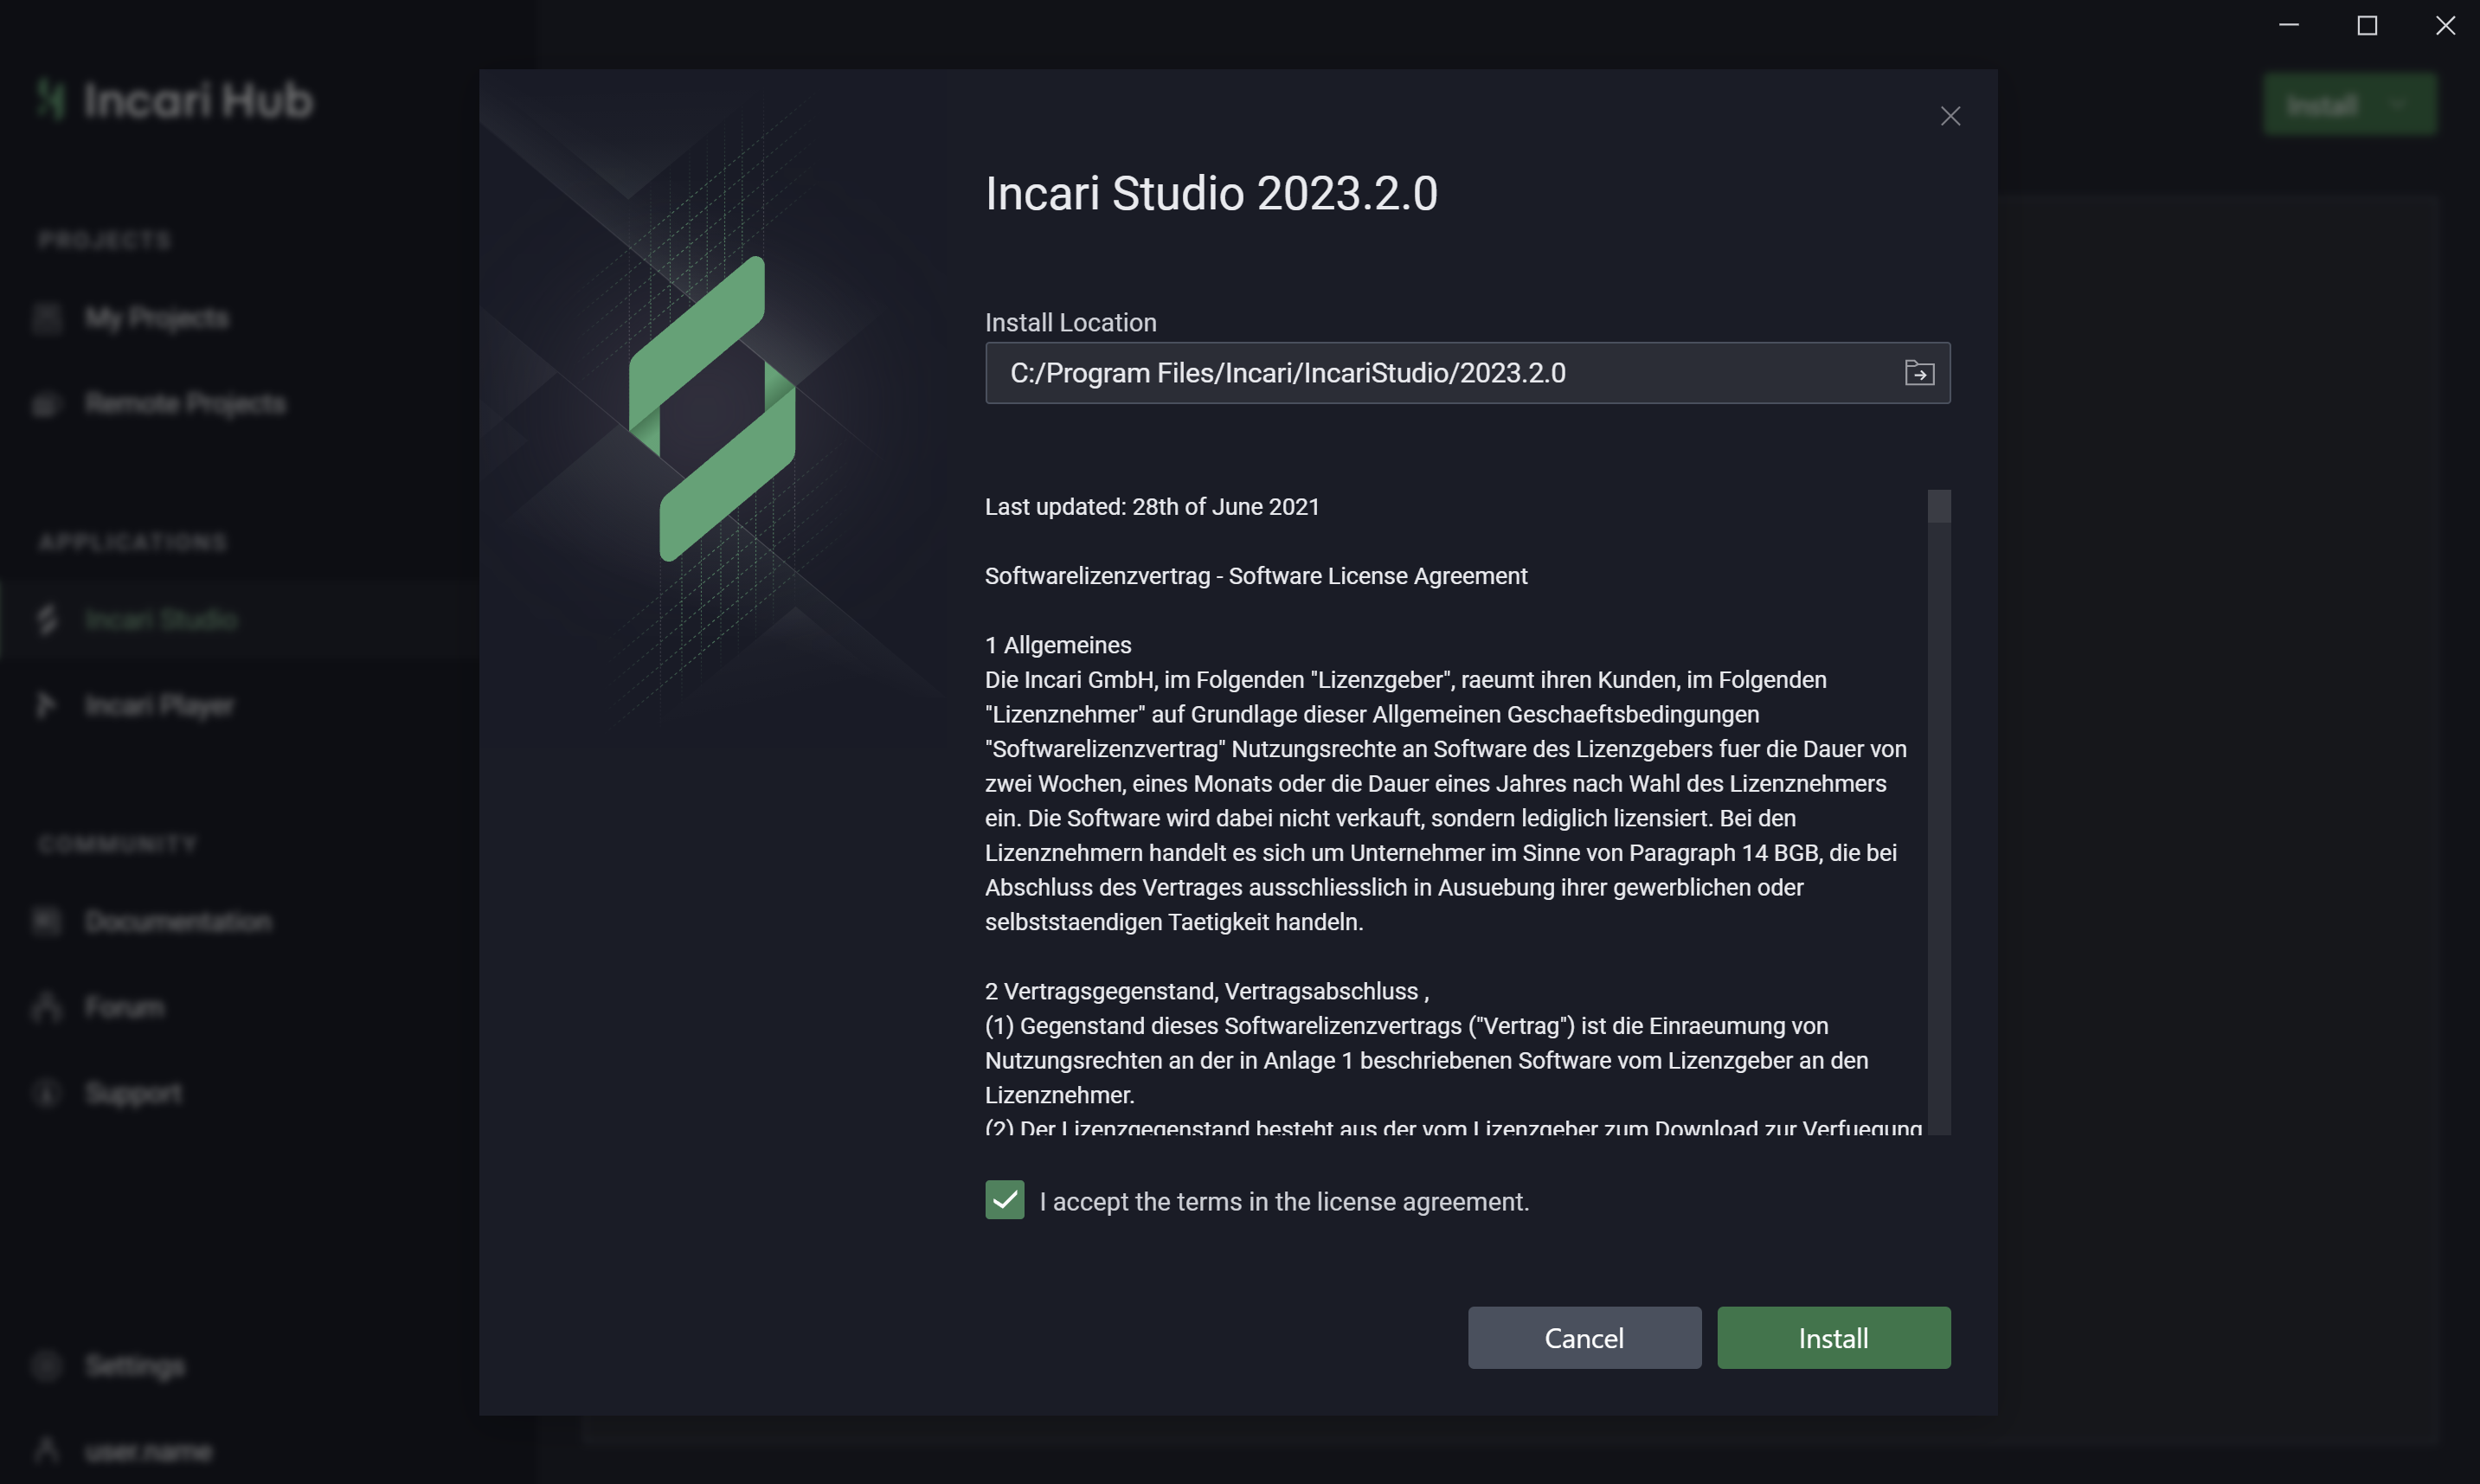 Incari Hub
Install
PROJECTS
My Projects
Remote Projects
APPLICATIONS
Incari Studio
Incari Player
COMMUNITY
Documentation
Forum
Support
Settings
user.name
Incari Studio 2023.2.0
Install Location
C:/Program Files/Incari/IncariStudio/2023.2.0
Last updated: 28th of June 2021
Softwarelizenzvertrag - Software License Agreement
1 Allgemeines
Die Incari GmbH, im Folgenden "Lizenzgeber", raeumt ihren Kunden, im Folgenden
"Lizenznehmer" auf Grundlage dieser Allgemeinen Geschaeftsbedingungen
"Softwarelizenzvertrag" Nutzungsrechte an Software des Lizenzgebers fuer die Dauer von
zwei Wochen, eines Monats oder die Dauer eines Jahres nach Wahl des Lizenznehmers
ein. Die Software wird dabei nicht verkauft, sondern lediglich lizensiert. Bei den
Lizenznehmern handelt es sich um Unternehmer im Sinne von Paragraph 14 BGB, die bei
Abschluss des Vertrages ausschliesslich in Ausuebung ihrer gewerblichen oder
selbststaendigen Taetigkeit handeln.
2 Vertragsgegenstand, Vertragsabschluss ,
(1) Gegenstand dieses Softwarelizenzvertrags ("Vertrag") ist die Einraeumung von
Nutzungsrechten an der in Anlage 1 beschriebenen Software vom Lizenzgeber an den
Lizenznehmer.
(2) Der Lizenzgegenstand besteht aus der vom Lizenzgeber zum Download zur Verfuegung
I accept the terms in the license agreement.
Cancel
Install